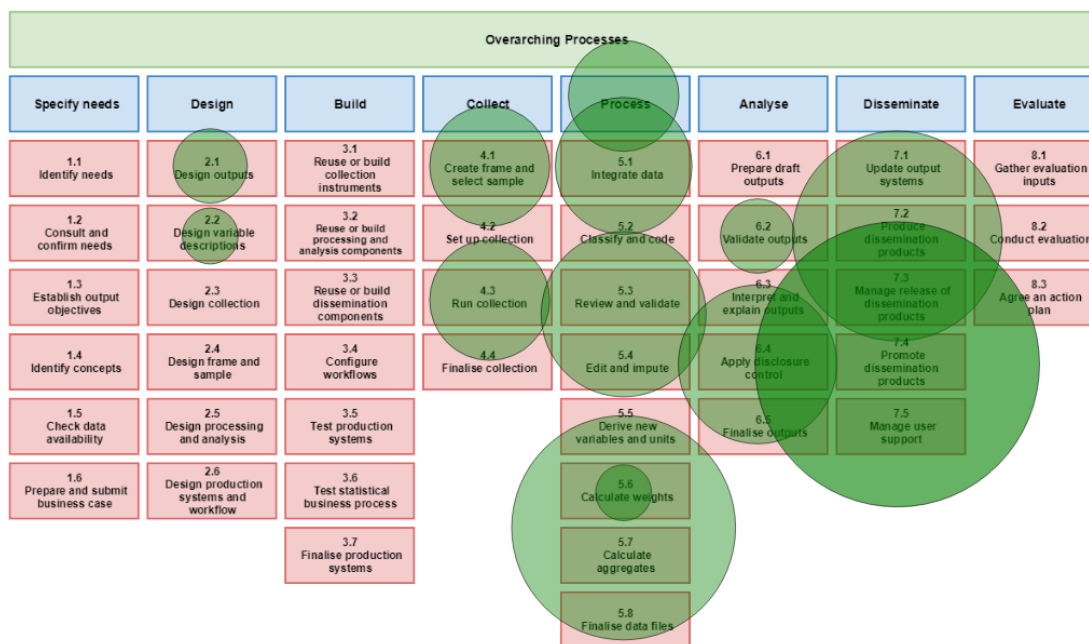 Overarching Processes
Specify needs
Design
Build
Collect
Process
Analyse
Disseminate
Evaluate
1.1
Identify needs
1.2
Consult and
confirm needs
1.3
Establish output
objectives
1.4
Identify concepts
1.5
Check data
availability
1.6
Prepare and submit
business case
2.1
Design outputs
2.2
Design variable
descriptions
2.3
Design collection
2.4
Design frame and
sample
2.5
Design processing
and analysis
2.6
Design production
systems and
workflow
3.1
Reuse or build
collection
instruments
3.2
Reuse or build
processing and
analysis components
3.3
Reuse or build
dissemination
components
3.4
Configure
workflows
3.5
Test production
systems
3.6
Test statistical
business process
3.7
Finalise production
systems
4.1
Create frame and
select sample
4.2
Set up collection
4.3
Run collection
4.4
Finalise collection
5.1
Integrate data
5.2
Classify and code
5.3
Review and validate
5.4
Edit and impute
5.5
Derive new
variables and units
5.6
Calculate weights
5.7
Calculate
aggregates
5.8
Finalise data files
6.1
Prepare draft
outputs
6.2
Validate outputs
6.3
Interpret and
explain outputs
6.4
Apply disclosure
control
6.5
Finalise outputs
7.1
Update output
systems
7.2
Produce
dissemination
products
7.3
Manage release of
dissemination
products
7.4
Promote
dissemination
products
7.5
Manage user
support
8.1
Gather evaluation
inputs
8.2
Conduct evaluation
8.3
Agree an action
plan